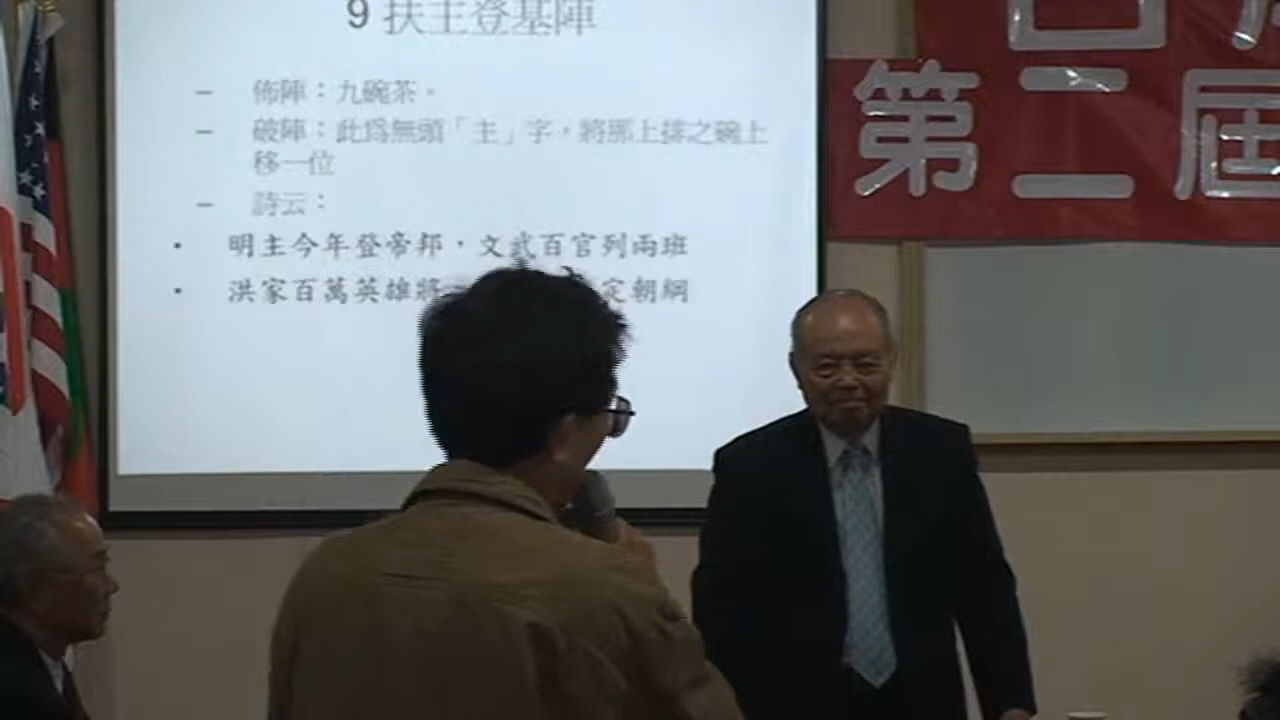 9 扶主登基陣
– 佈陣：九碗茶。
– 破陣：此爲無頭「主」字，將那上排之碗上
移一位
– 詩云：
• 明主今年登帝邦，文武百官列兩班
• 洪家百萬英雄將
定朝綱
第二屆